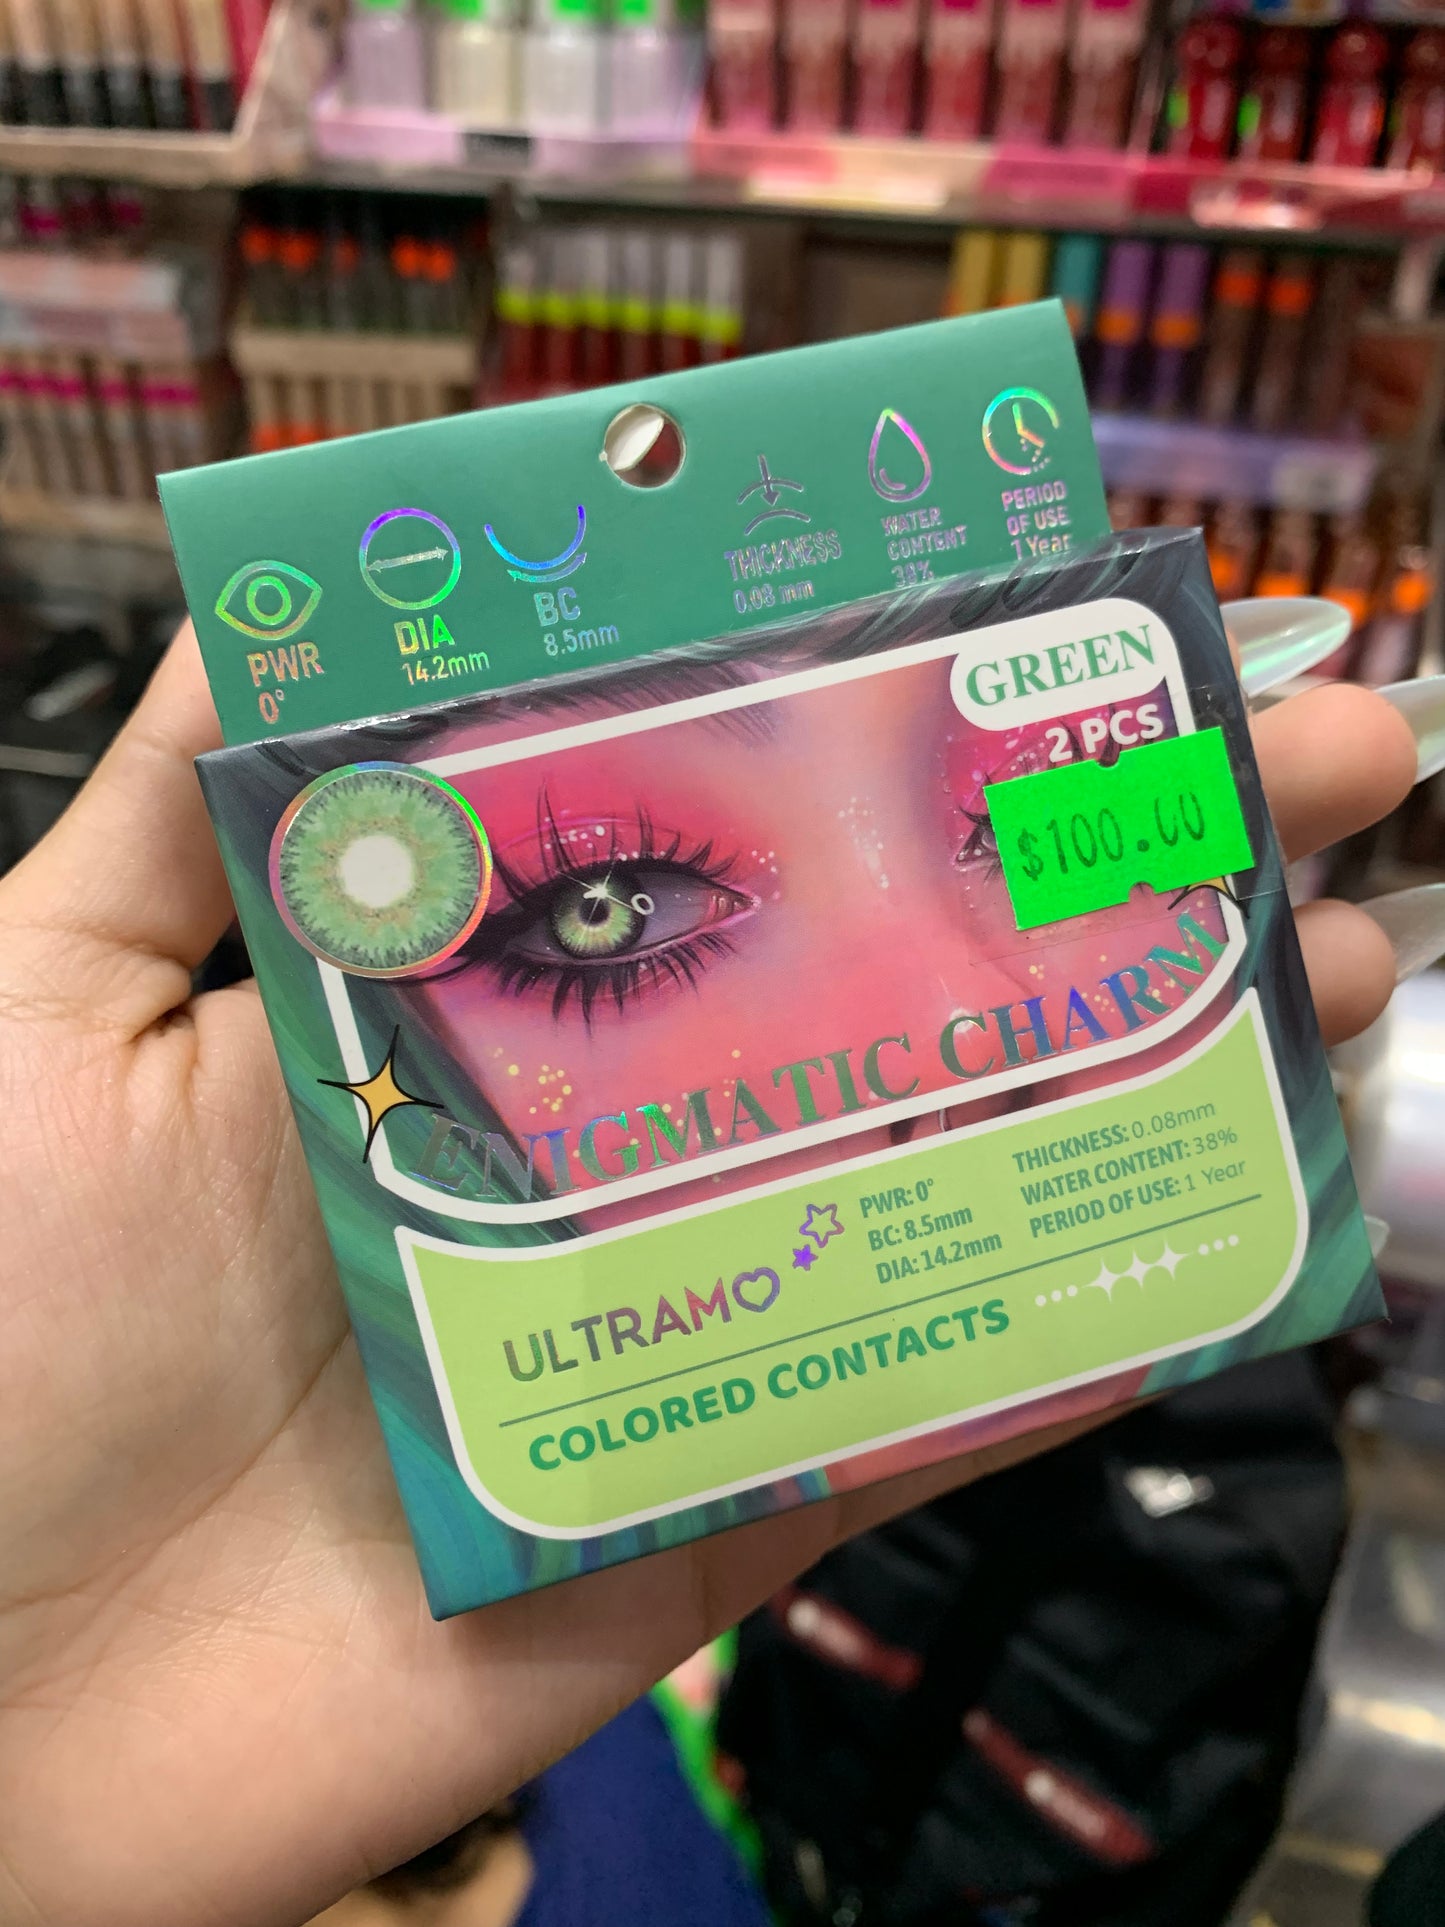 PWR
0°
DIA
14.2mm
BC
8.5mm
THICKNESS
0.08 mm
WATER
CONTENT
38%
PERIOD
OF USE
1 Year
GREEN
2 PCS
$100.00
ENIGMATIC CHARM
ULTRAMO
PWR: 0°
BC: 8.5mm
DIA: 14.2mm
THICKNESS: 0.08mm
WATER CONTENT: 38%
PERIOD OF USE: 1 Year
COLORED CONTACTS